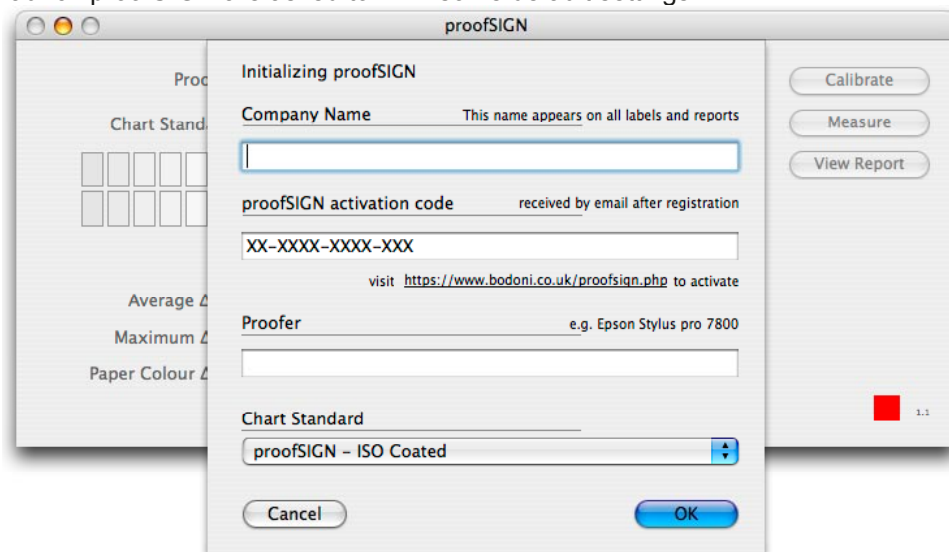 proofSIGN
Initializing proofSIGN
Company Name This name appears on all labels and reports
proofSIGN activation code received by email after registration
XX-XXXX-XXXX-XXX
visit https://www.bodoni.co.uk/proofsign.php to activate
Proofer e.g. Epson Stylus pro 7800
Chart Standard
proofSIGN – ISO Coated
Cancel OK
Proc
Chart Stand
Average Δ
Maximum Δ
Paper Colour Δ
Calibrate
Measure
View Report
1.1